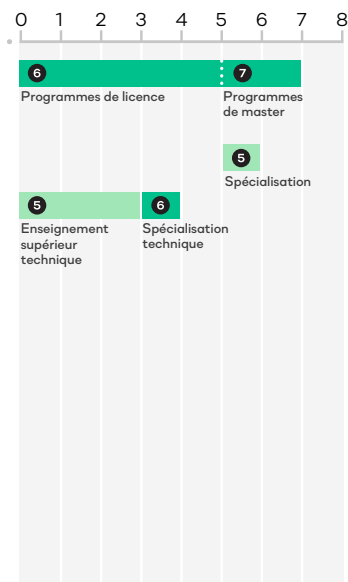 0 1 2 3 4 5 6 7 8
6 7
Programmes de licence Programmes
de master
5
Spécialisation
5 6
Enseignement Spécialisation
supérieur technique
technique